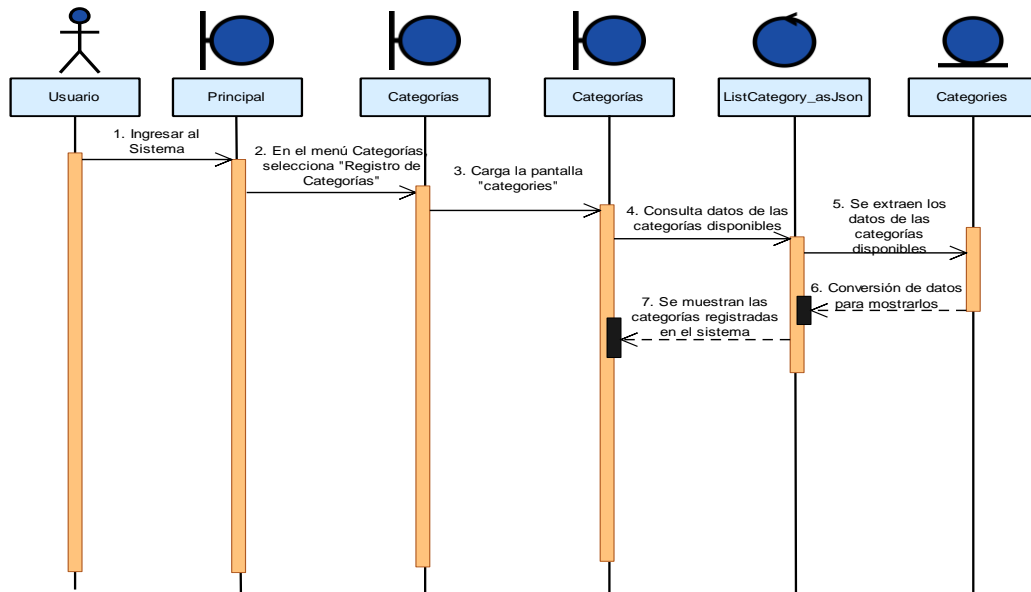 Usuario
Principal
Categorías
Categorías
ListCategory_asJson
Categories
1. Ingresar al
Sistema
2. En el menú Categorías,
selecciona "Registro de
Categorías"
3. Carga la pantalla
"categories"
4. Consulta datos de las
categorías disponibles
5. Se extraen los
datos de las
categorías
disponibles
6. Conversión de datos
para mostrarlos
7. Se muestran las
categorías registradas
en el sistema